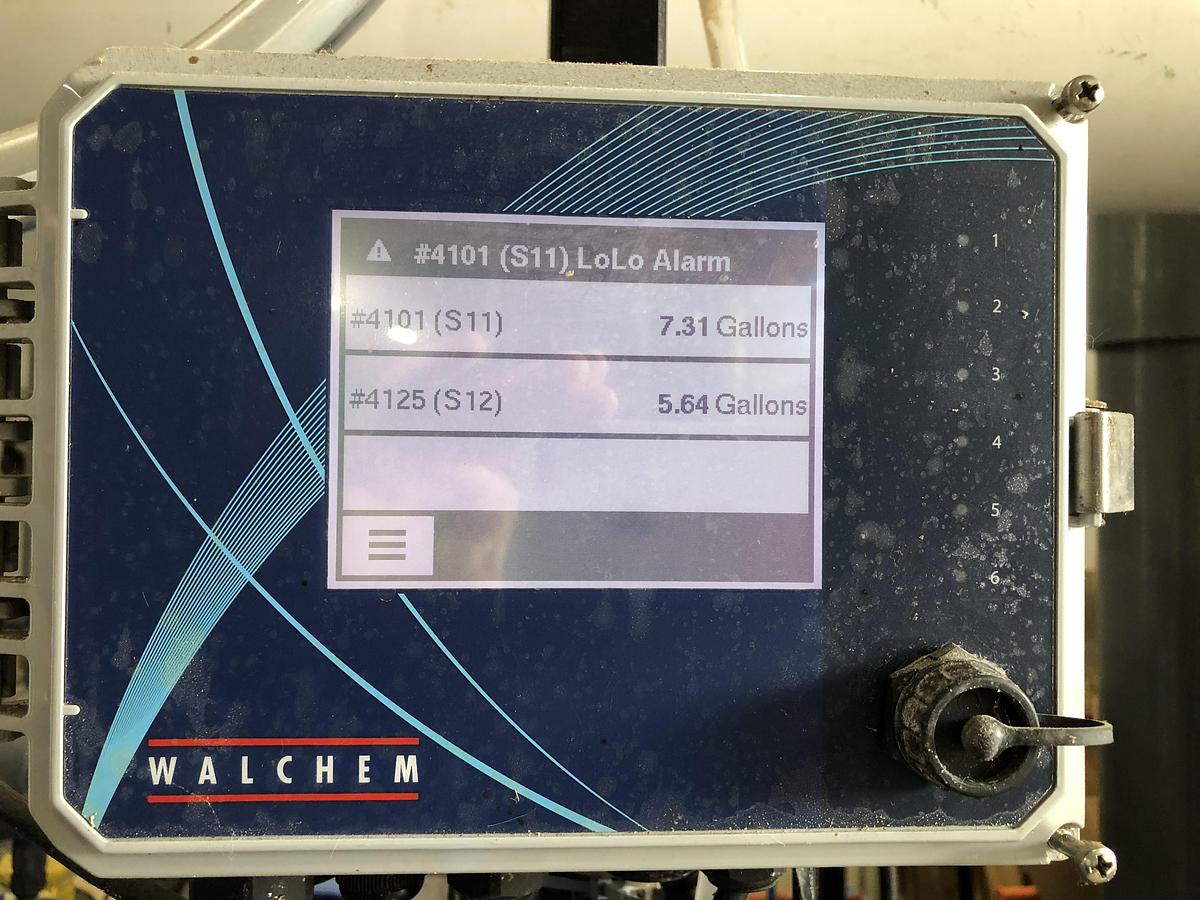 #4101 (S11) LoLo Alarm
#4101 (S11) 7.31 Gallons
#4125 (S12) 5.64 Gallons
1
2
3
4
5
6
WALCHEM